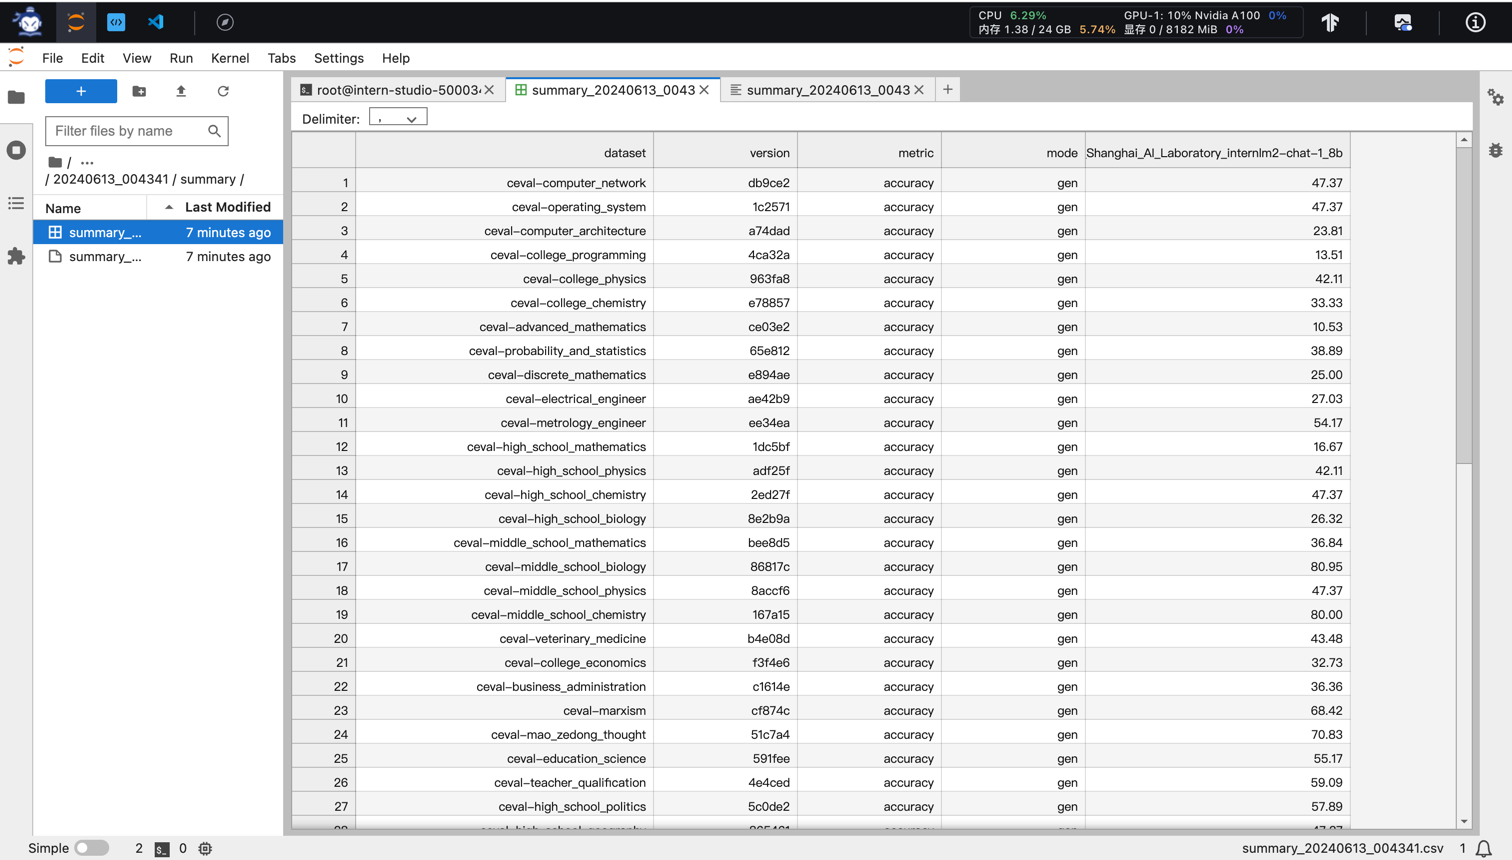 CPU 6.29% GPU-1: 10% Nvidia A100 0%
内存 1.38 / 24 GB 5.74% 显存 0 / 8182 MiB 0%
File Edit View Run Kernel Tabs Settings Help
root@intern-studio-50003 summary_20240613_0043 summary_20240613_0043
Filter files by name
Delimiter: ,
/ ...
/ 20240613_004341 / summary /
Name Last Modified
summary_... 7 minutes ago
summary_... 7 minutes ago
dataset version metric mode Shanghai_AI_Laboratory_internlm2-chat-1_8b
1 ceval-computer_network db9ce2 accuracy gen 47.37
2 ceval-operating_system 1c2571 accuracy gen 47.37
3 ceval-computer_architecture a74dad accuracy gen 23.81
4 ceval-college_programming 4ca32a accuracy gen 13.51
5 ceval-college_physics 963fa8 accuracy gen 42.11
6 ceval-college_chemistry e78857 accuracy gen 33.33
7 ceval-advanced_mathematics ce03e2 accuracy gen 10.53
8 ceval-probability_and_statistics 65e812 accuracy gen 38.89
9 ceval-discrete_mathematics e894ae accuracy gen 25.00
10 ceval-electrical_engineer ae42b9 accuracy gen 27.03
11 ceval-metrology_engineer ee34ea accuracy gen 54.17
12 ceval-high_school_mathematics 1dc5bf accuracy gen 16.67
13 ceval-high_school_physics adf25f accuracy gen 42.11
14 ceval-high_school_chemistry 2ed27f accuracy gen 47.37
15 ceval-high_school_biology 8e2b9a accuracy gen 26.32
16 ceval-middle_school_mathematics bee8d5 accuracy gen 36.84
17 ceval-middle_school_biology 86817c accuracy gen 80.95
18 ceval-middle_school_physics 8accf6 accuracy gen 47.37
19 ceval-middle_school_chemistry 167a15 accuracy gen 80.00
20 ceval-veterinary_medicine b4e08d accuracy gen 43.48
21 ceval-college_economics f3f4e6 accuracy gen 32.73
22 ceval-business_administration c1614e accuracy gen 36.36
23 ceval-marxism cf874c accuracy gen 68.42
24 ceval-mao_zedong_thought 51c7a4 accuracy gen 70.83
25 ceval-education_science 591fee accuracy gen 55.17
26 ceval-teacher_qualification 4e4ced accuracy gen 59.09
27 ceval-high_school_politics 5c0de2 accuracy gen 57.89
Simple 2 0 summary_20240613_004341.csv 1